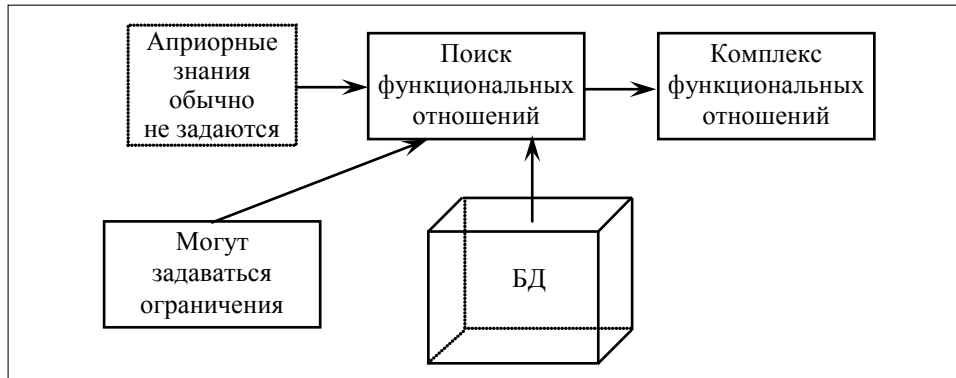 Априорные
знания
обычно
не задаются
Поиск
функциональных
отношений
Комплекс
функциональных
отношений
Могут
задаваться
ограничения
БД